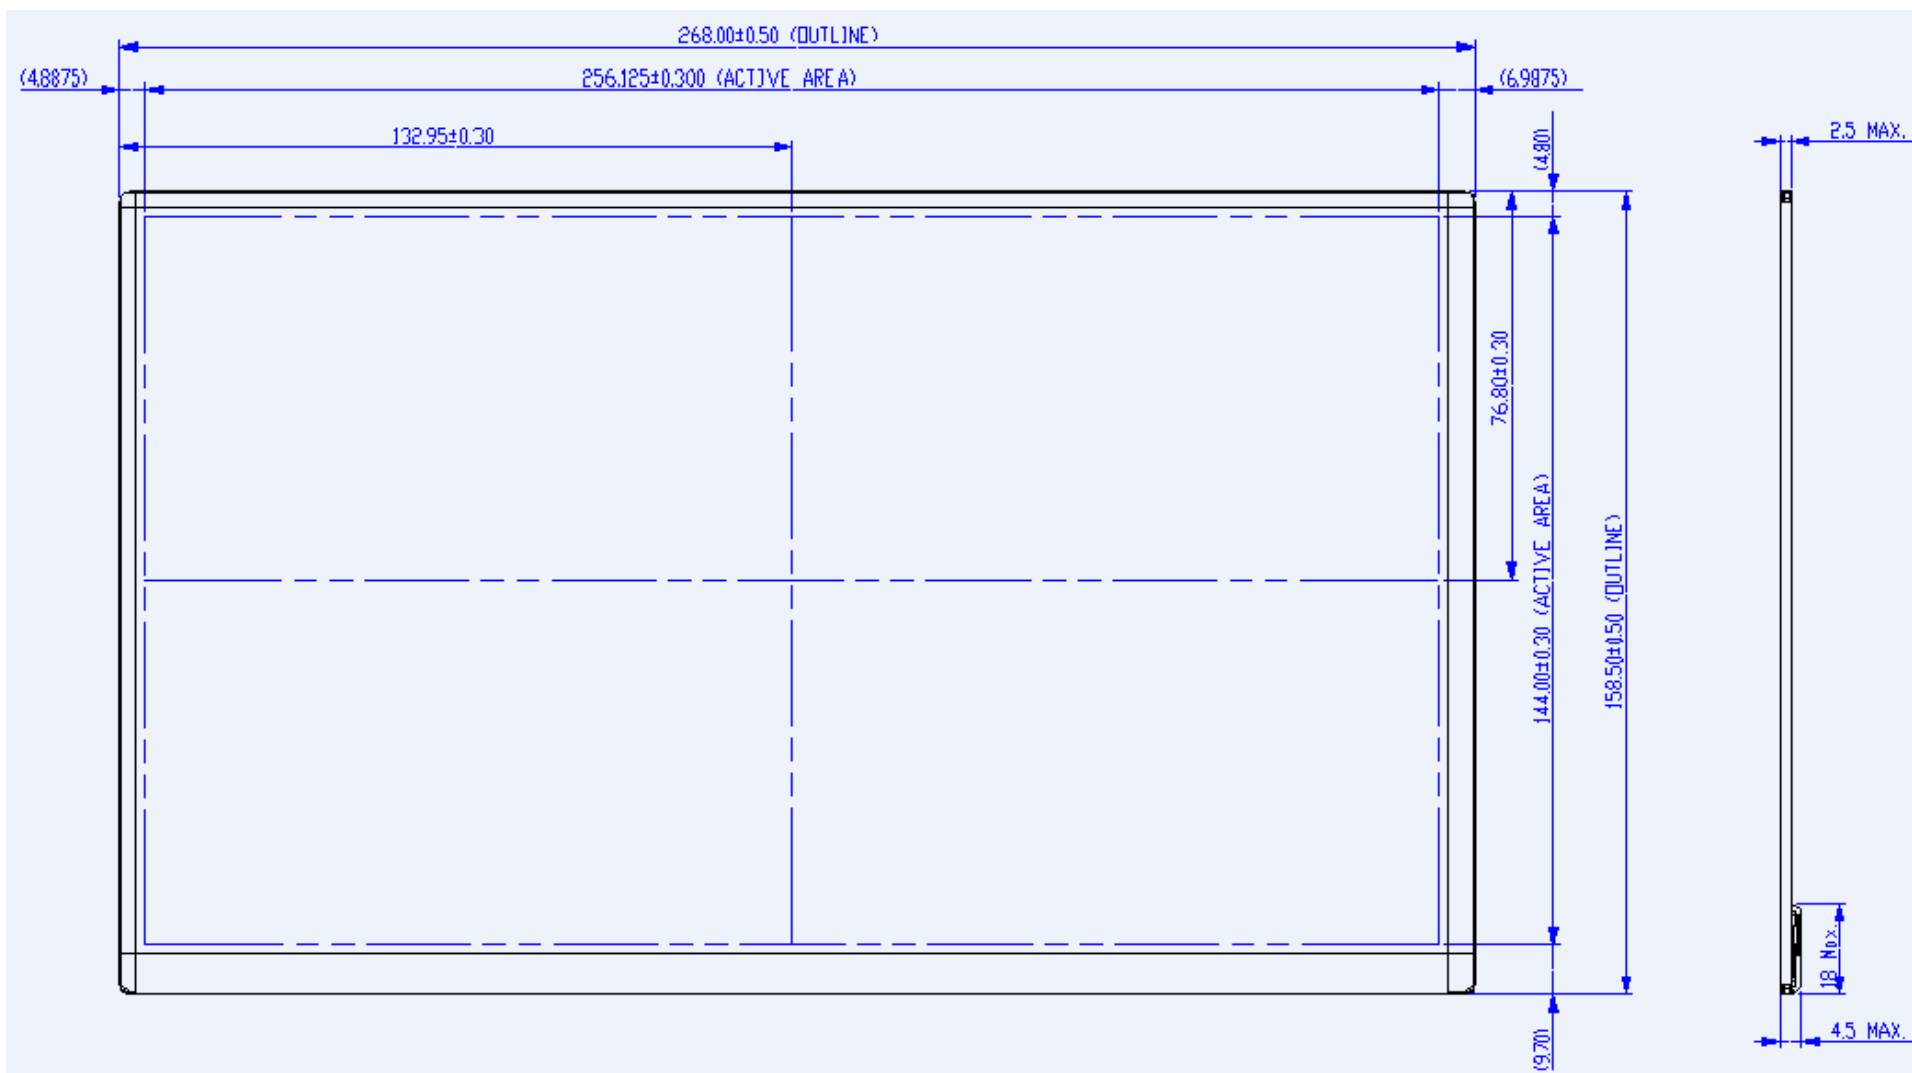 268.00±0.50 (OUTLINE)
(4.8875)
256.125±0.300 (ACTIVE AREA)
(6.9875)
132.95±0.30
(4.80)
2.5 MAX.
76.80±0.30
144.00±0.30 (ACTIVE AREA)
158.50±0.50 (OUTLINE)
18 Max.
(9.70)
4.5 MAX.